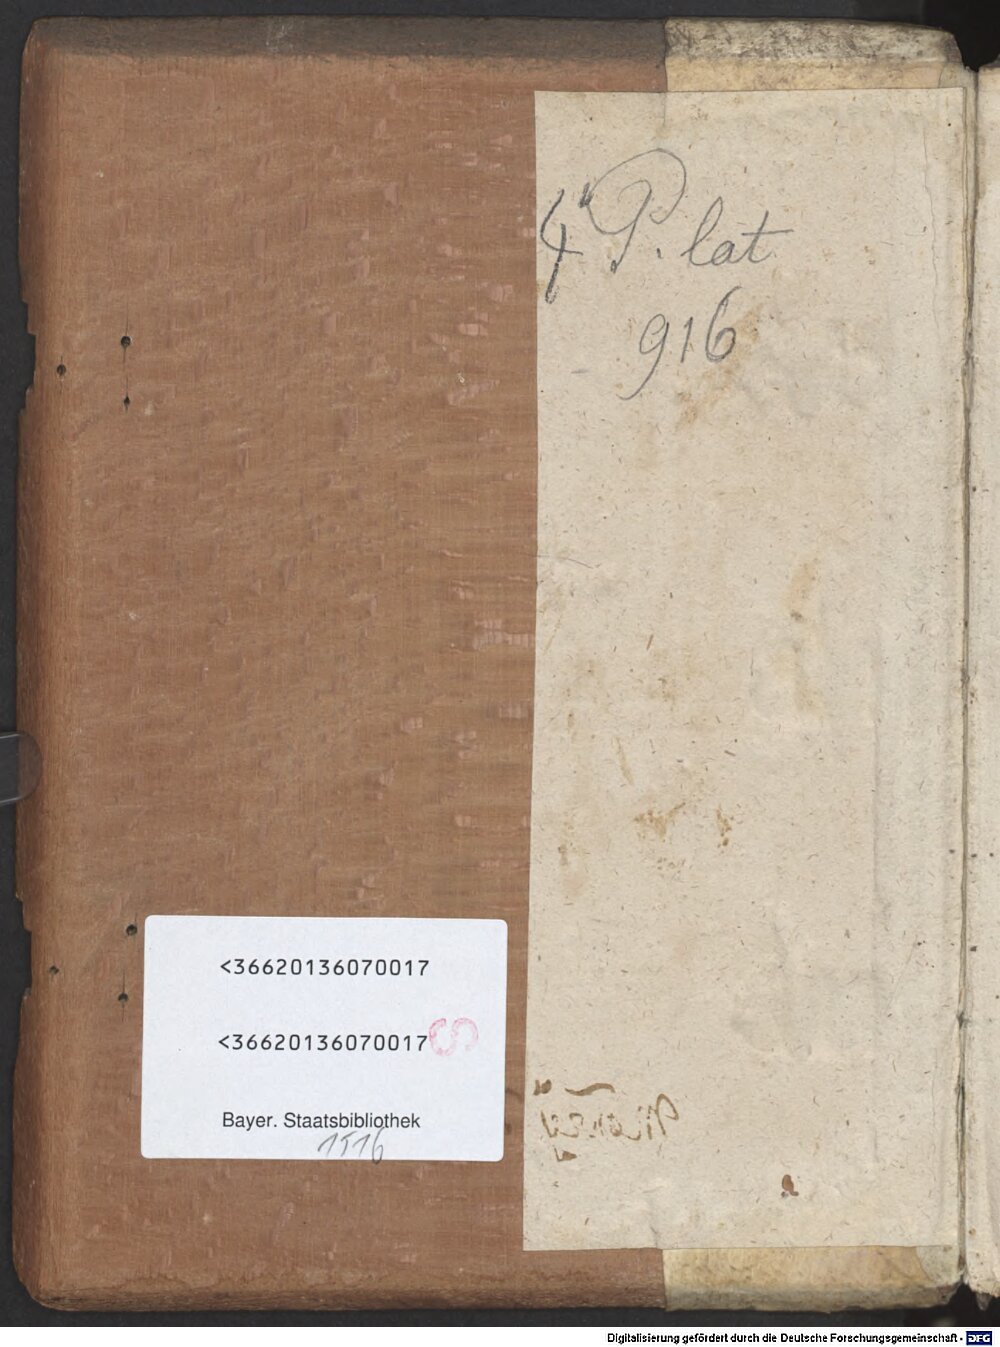 4° P. lat
916
<36620136070017
<36620136070017 S
Bayer. Staatsbibliothek
1516
Digitalisierung gefördert durch die Deutsche Forschungsgemeinschaft - DFG